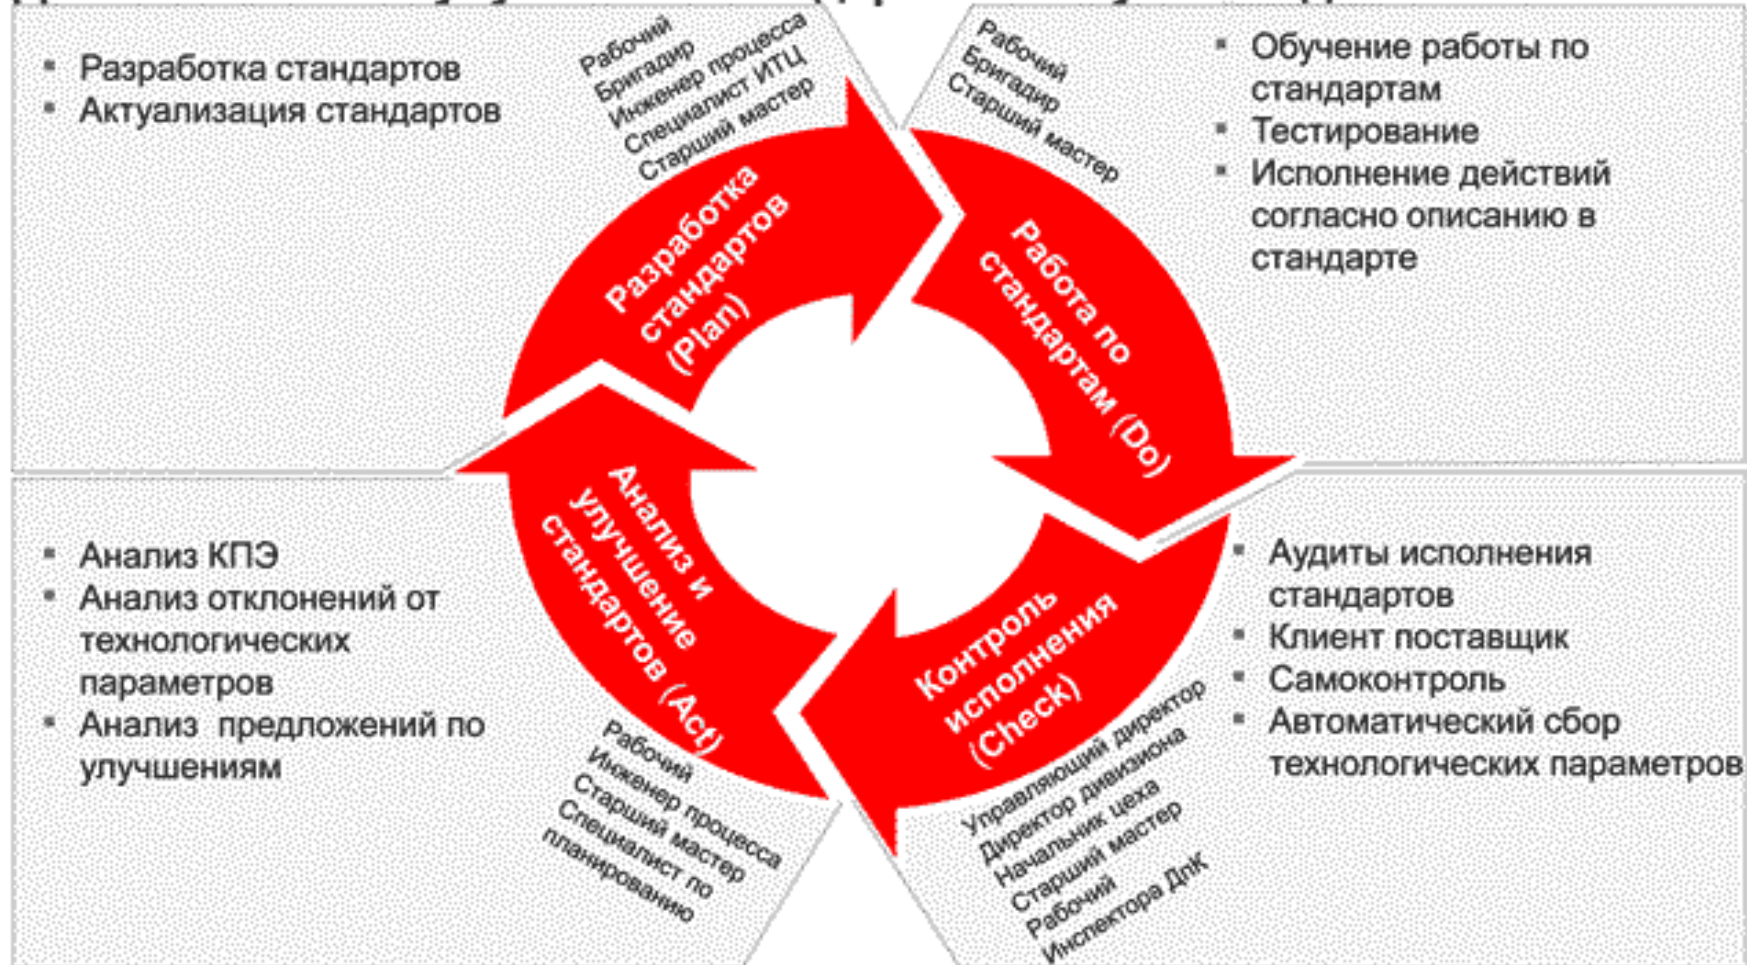 ▪ Разработка стандартов
▪ Актуализация стандартов
Рабочий
Бригадир
Инженер процесса
Специалист ИТЦ
Старший мастер
Рабочий
Бригадир
Старший мастер
▪ Обучение работы по
стандартам
▪ Тестирование
▪ Исполнение действий
согласно описанию в
стандарте
Разработка
стандартов
(Plan)
Работа по
стандартам (Do)
Анализ и
улучшение
стандартов (Act)
Контроль
исполнения
(Check)
▪ Анализ КПЭ
▪ Анализ отклонений от
технологических
параметров
▪ Анализ предложений по
улучшениям
Рабочий
Инженер процесса
Старший мастер
Специалист по
планированию
Управляющий директор
Директор дивизиона
Начальник цеха
Старший мастер
Рабочий
Инспектора ДпК
▪ Аудиты исполнения
стандартов
▪ Клиент поставщик
▪ Самоконтроль
▪ Автоматический сбор
технологических параметров